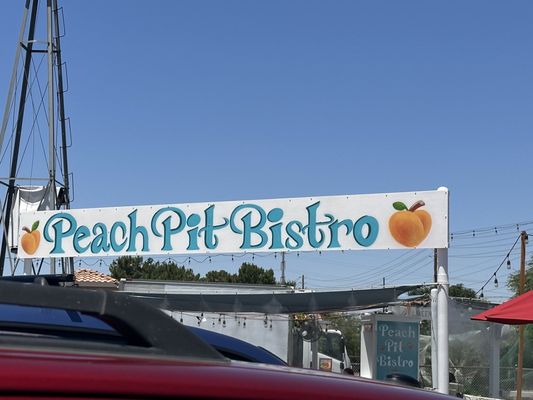 Peach Pit Bistro
Peach
Pit
Bistro